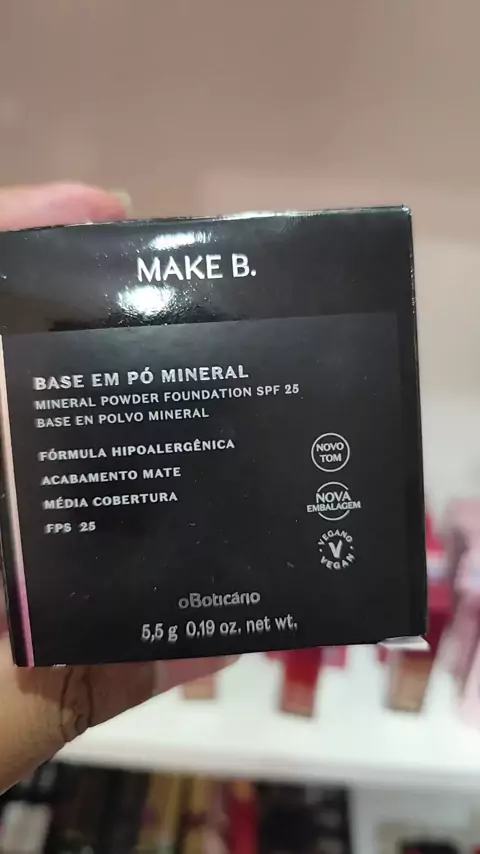 MAKE B.
BASE EM PÓ MINERAL
MINERAL POWDER FOUNDATION SPF 25
BASE EN POLVO MINERAL
FÓRMULA HIPOALERGÊNICA
ACABAMENTO MATE
MÉDIA COBERTURA
FPS 25
NOVO
TOM
NOVA
EMBALAGEM
VEGANO
V
VEGAN
oBoticário
5,5 g 0,19 oz. net wt.